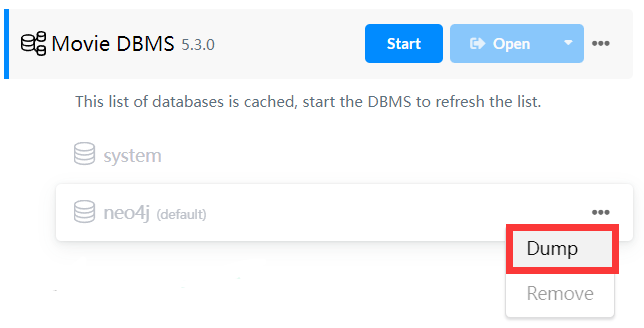 Movie DBMS 5.3.0 Start Open
This list of databases is cached, start the DBMS to refresh the list.
system
neo4j (default)
Dump
Remove